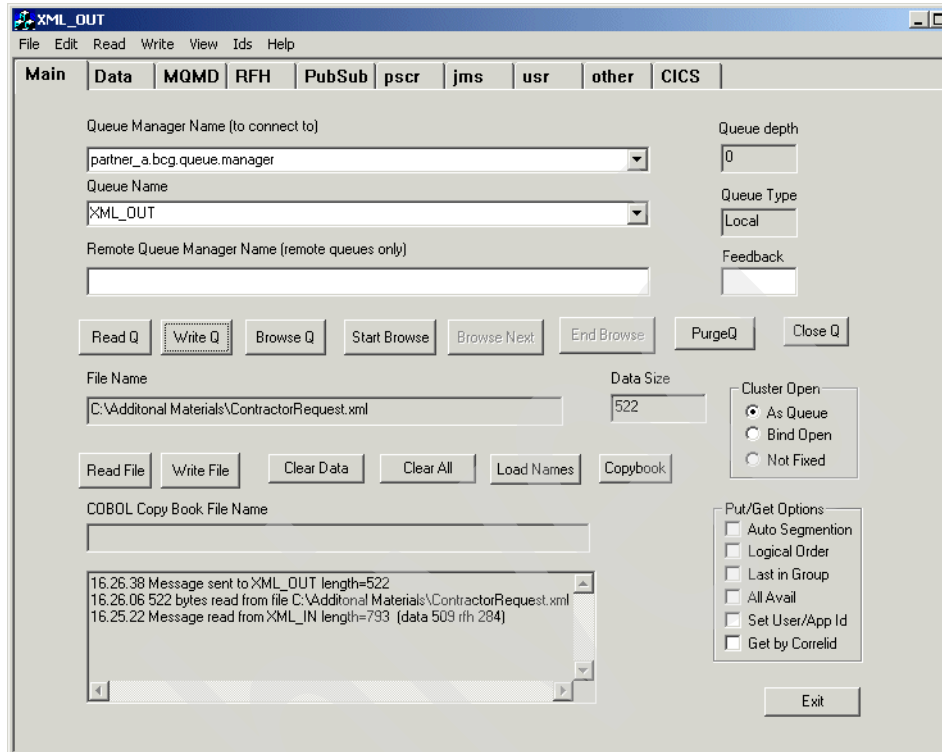 XML_OUT
File Edit Read Write View Ids Help
Main Data MQMD RFH PubSub pscr jms usr other CICS
Queue Manager Name (to connect to)
Queue depth
partner_a.bcg.queue.manager
0
Queue Name
Queue Type
XML_OUT
Local
Remote Queue Manager Name (remote queues only)
Feedback
Read Q Write Q Browse Q Start Browse Browse Next End Browse PurgeQ Close Q
File Name
Data Size
Cluster Open
C:\Additonal Materials\ContractorRequest.xml
522
As Queue
Bind Open
Not Fixed
Read File Write File Clear Data Clear All Load Names Copybook
COBOL Copy Book File Name
Put/Get Options
Auto Segmention
Logical Order
Last in Group
All Avail
Set User/App Id
Get by Correlid
16.26.38 Message sent to XML_OUT length=522
16.26.06 522 bytes read from file C:\Additonal Materials\ContractorRequest.xml
16.25.22 Message read from XML_IN length=793 (data 509 rfh 284)
Exit